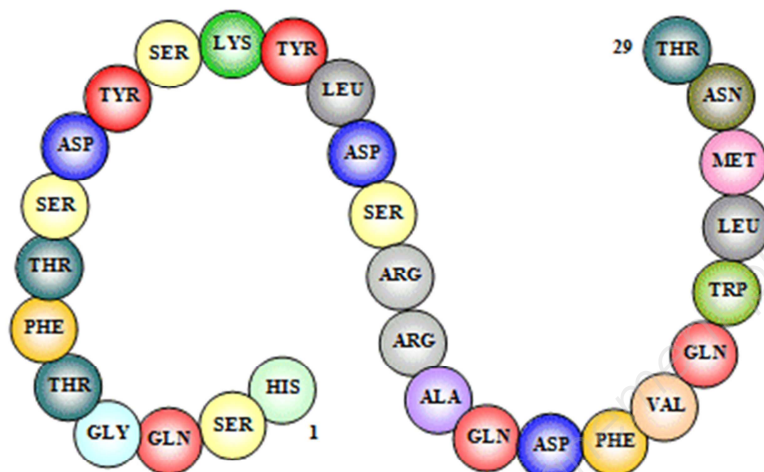 1
HIS
SER
GLN
GLY
THR
PHE
THR
SER
ASP
TYR
SER
LYS
TYR
LEU
ASP
SER
ARG
ARG
ALA
GLN
ASP
PHE
VAL
GLN
TRP
LEU
MET
ASN
THR
29